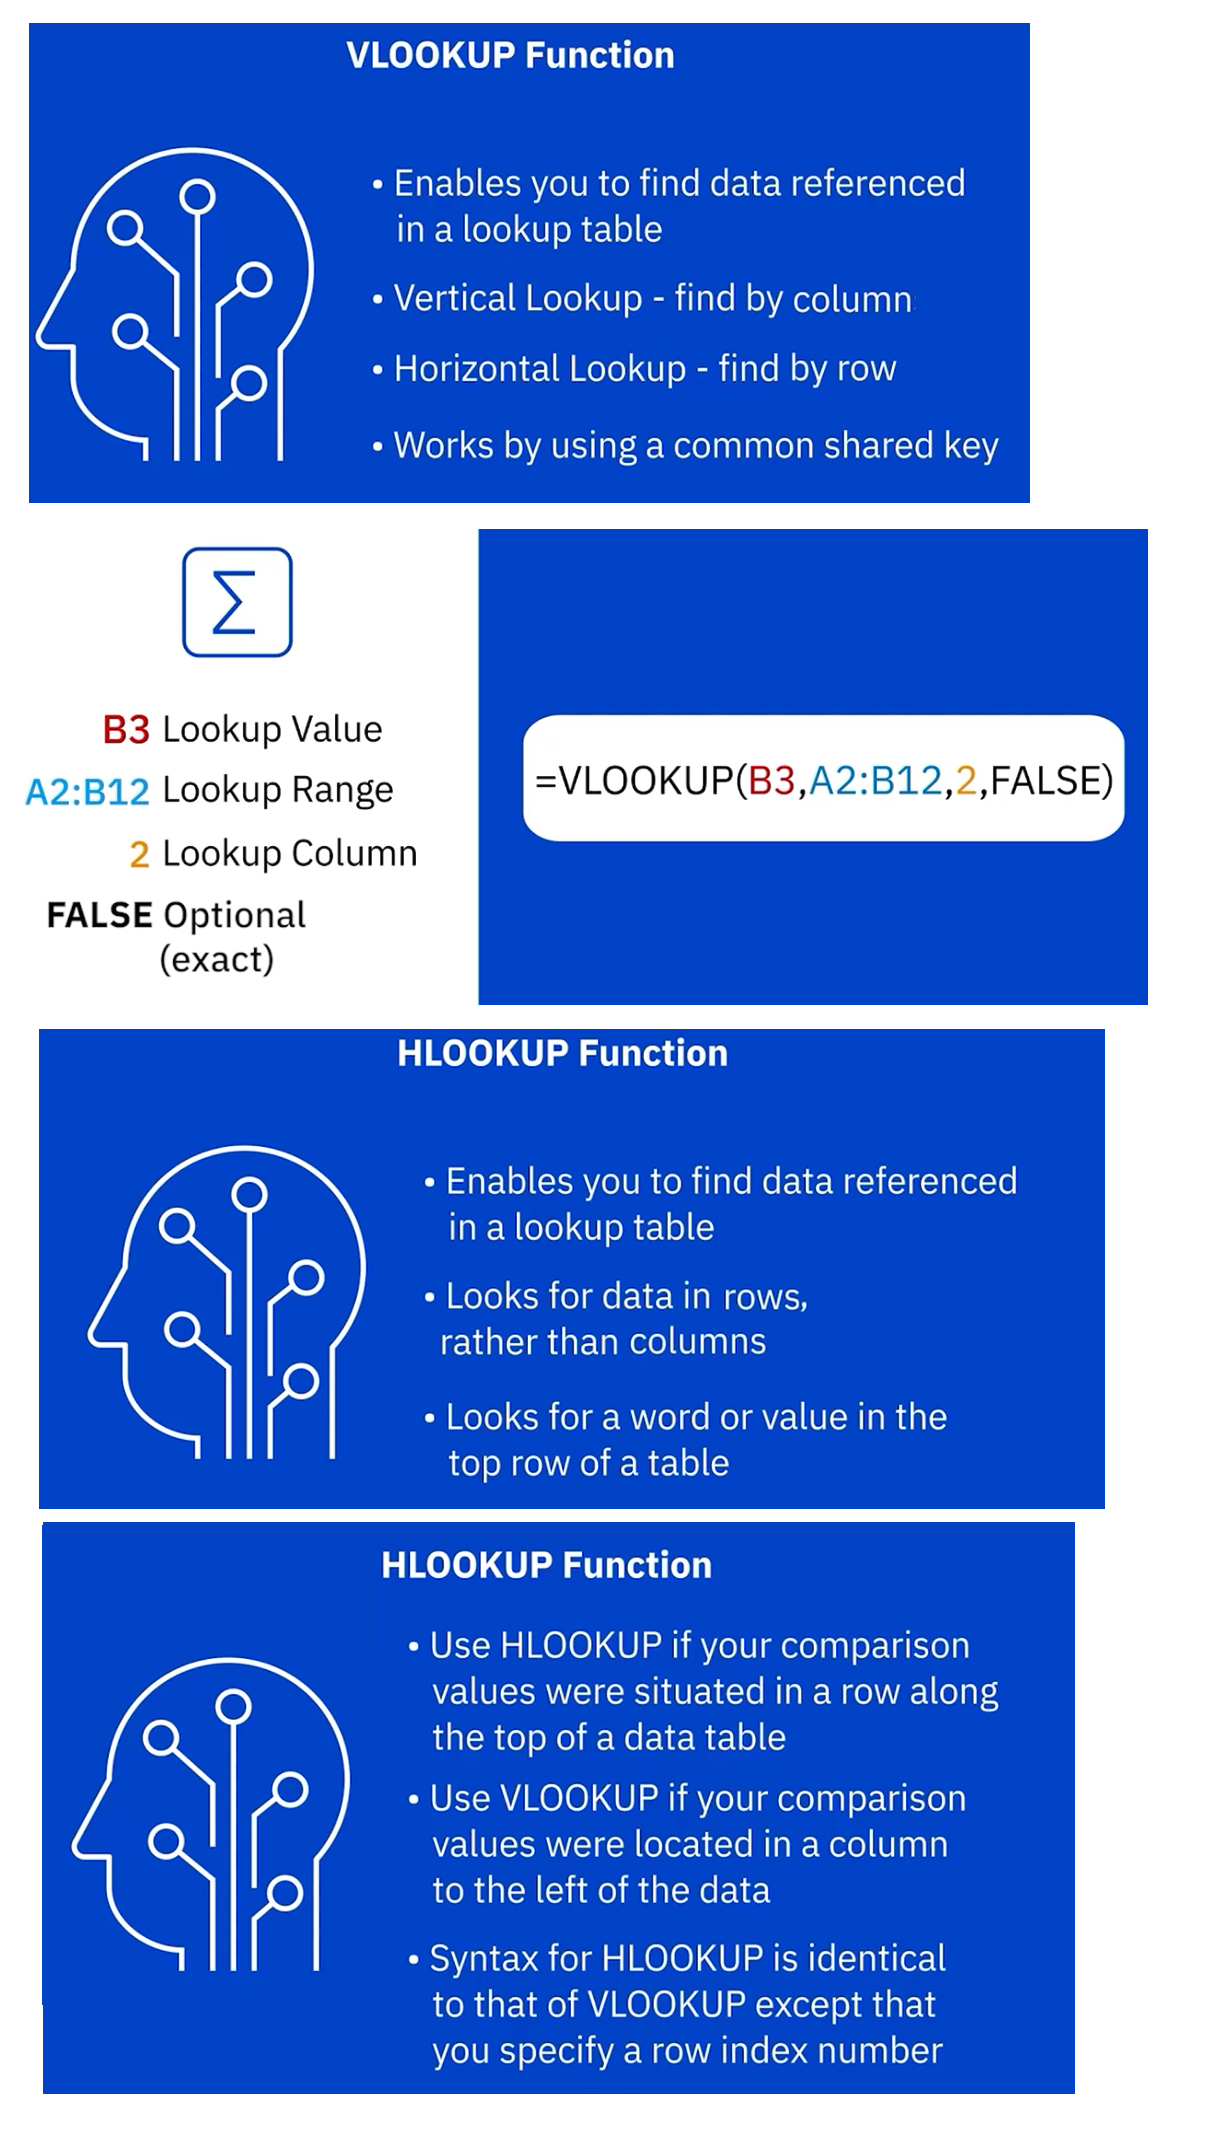 VLOOKUP Function
• Enables you to find data referenced
in a lookup table
• Vertical Lookup - find by column
• Horizontal Lookup - find by row
• Works by using a common shared key
Σ
B3 Lookup Value
A2:B12 Lookup Range
2 Lookup Column
FALSE Optional
(exact)
=VLOOKUP(B3,A2:B12,2,FALSE)
HLOOKUP Function
• Enables you to find data referenced
in a lookup table
• Looks for data in rows,
rather than columns
• Looks for a word or value in the
top row of a table
HLOOKUP Function
• Use HLOOKUP if your comparison
values were situated in a row along
the top of a data table
• Use VLOOKUP if your comparison
values were located in a column
to the left of the data
• Syntax for HLOOKUP is identical
to that of VLOOKUP except that
you specify a row index number